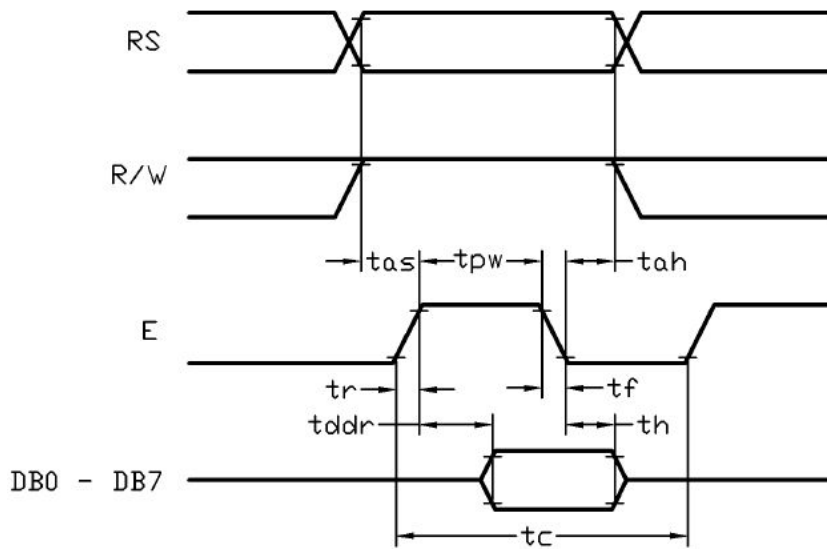 RS
R/W
tas tpw tah
E
tr tf
tddr th
DB0 - DB7
tc